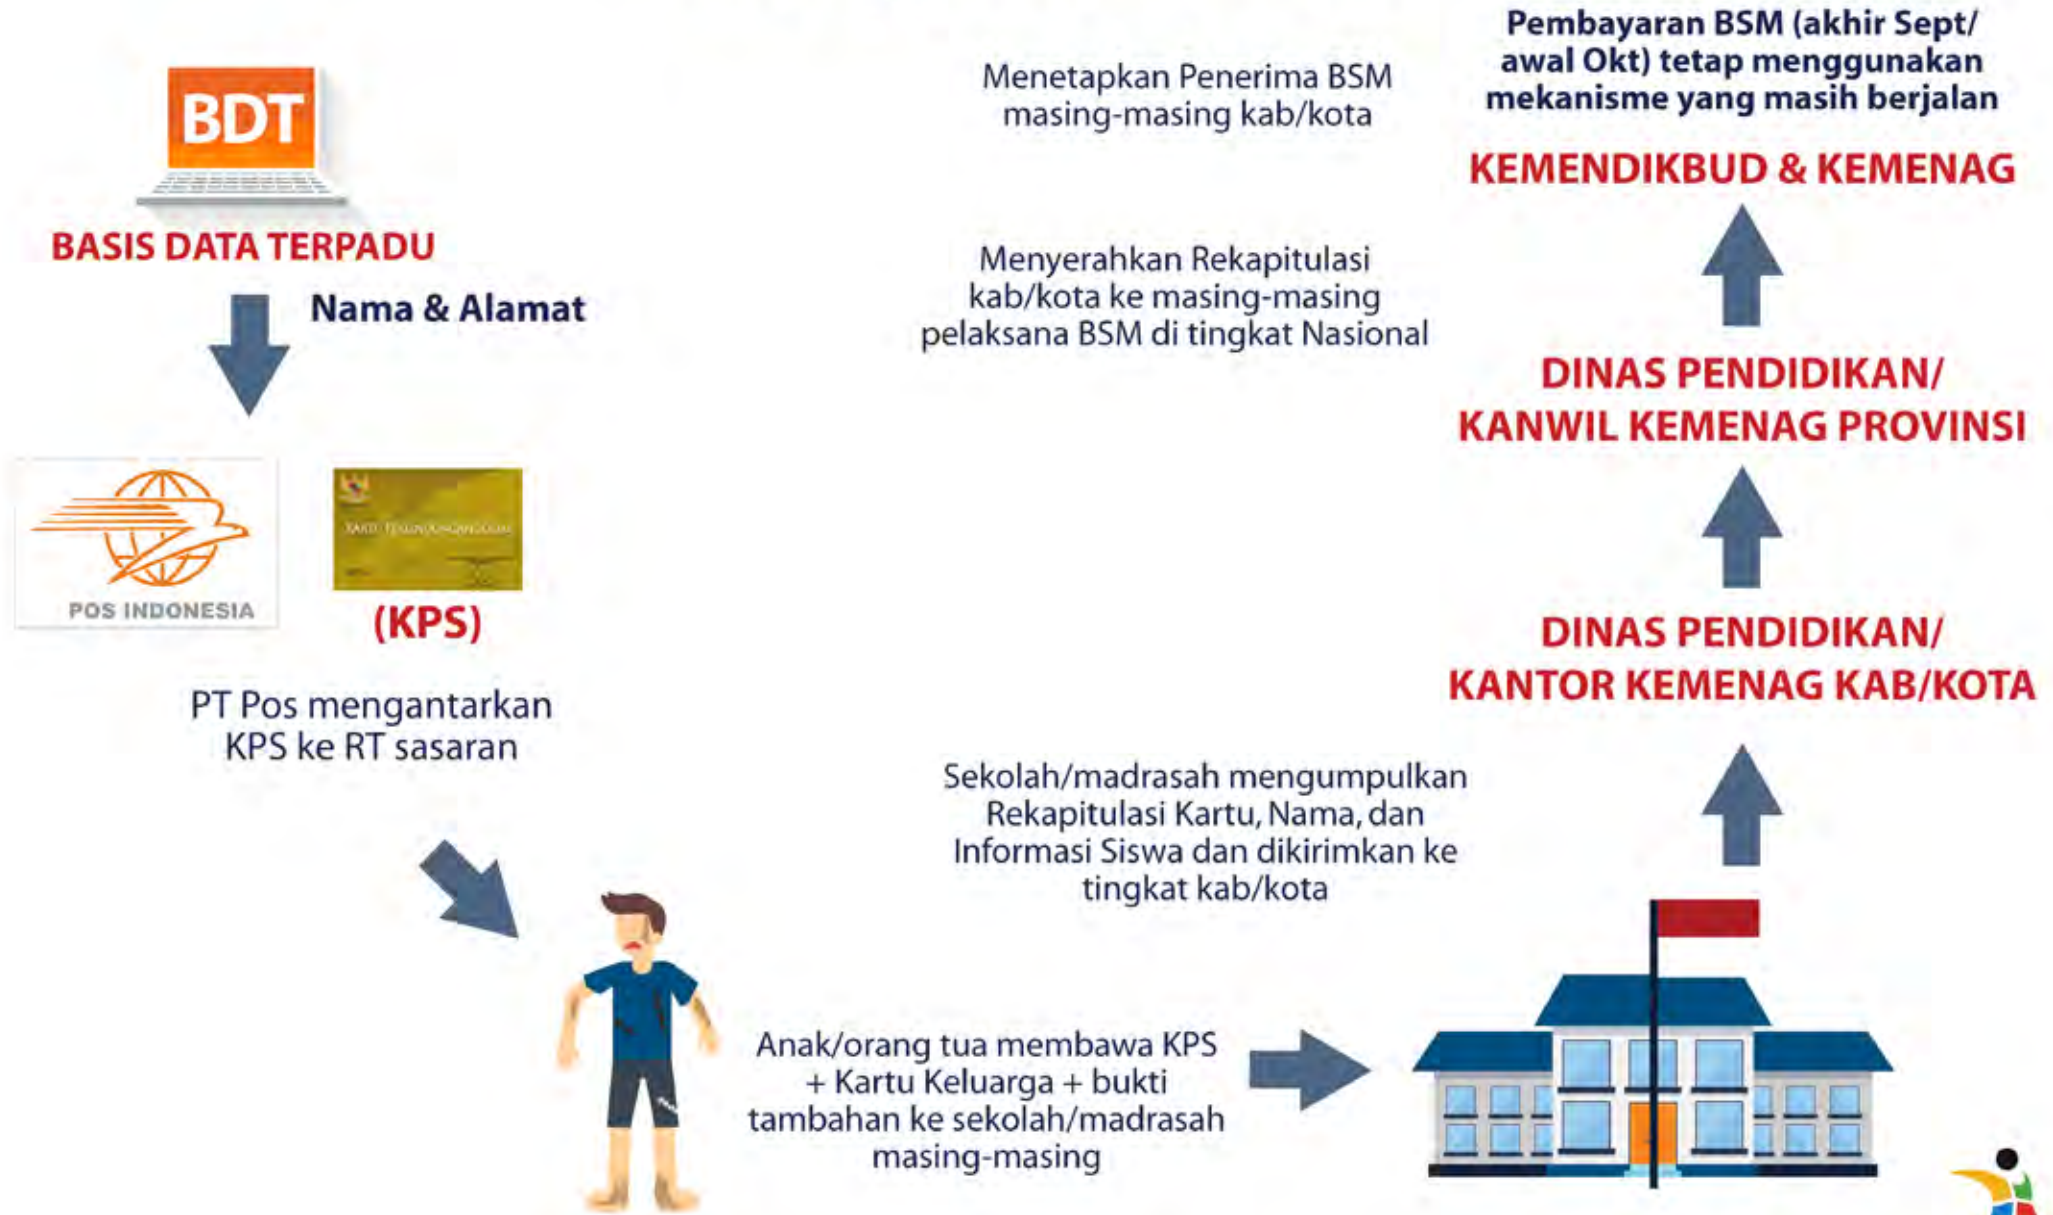 BDT
BASIS DATA TERPADU
Nama & Alamat
POS INDONESIA
KARTU PERLINDUNGAN SOSIAL
(KPS)
PT Pos mengantarkan
KPS ke RT sasaran
Anak/orang tua membawa KPS
+ Kartu Keluarga + bukti
tambahan ke sekolah/madrasah
masing-masing
Sekolah/madrasah mengumpulkan
Rekapitulasi Kartu, Nama, dan
Informasi Siswa dan dikirimkan ke
tingkat kab/kota
DINAS PENDIDIKAN/
KANTOR KEMENAG KAB/KOTA
Menyerahkan Rekapitulasi
kab/kota ke masing-masing
pelaksana BSM di tingkat Nasional
DINAS PENDIDIKAN/
KANWIL KEMENAG PROVINSI
Menetapkan Penerima BSM
masing-masing kab/kota
Pembayaran BSM (akhir Sept/
awal Okt) tetap menggunakan
mekanisme yang masih berjalan
KEMENDIKBUD & KEMENAG